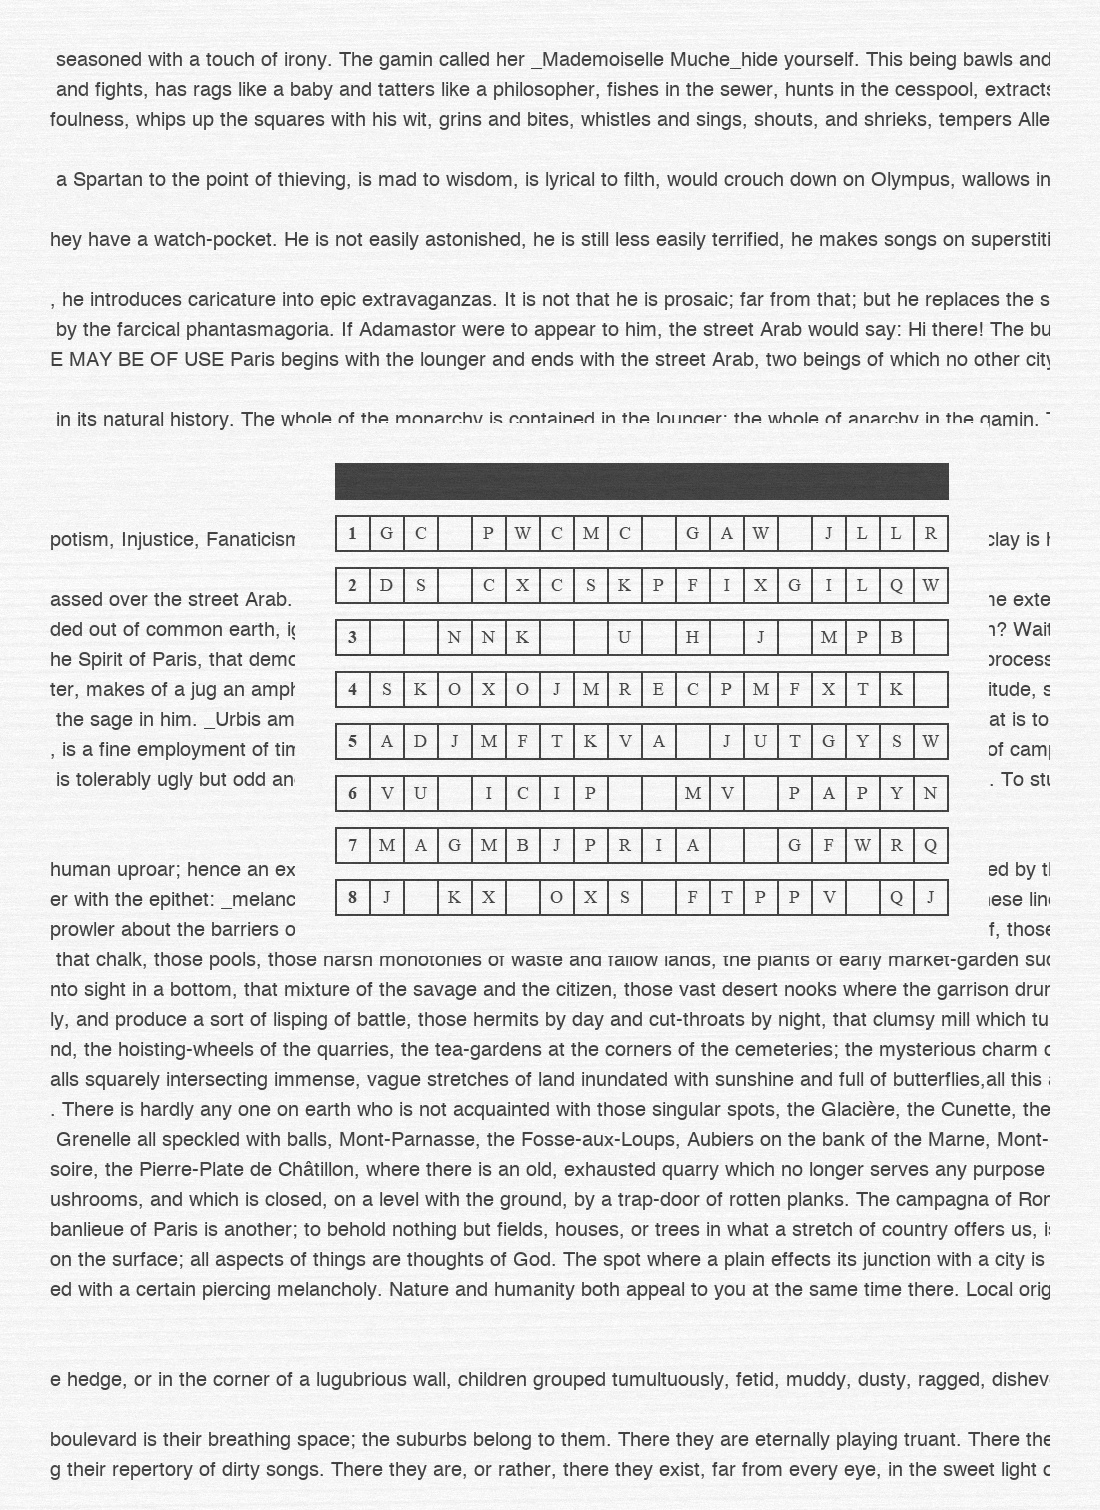 seasoned with a touch of irony. The gamin called her _Mademoiselle Muche_hide yourself. This being bawls and
and fights, has rags like a baby and tatters like a philosopher, fishes in the sewer, hunts in the cesspool, extracts
foulness, whips up the squares with his wit, grins and bites, whistles and sings, shouts, and shrieks, tempers Alle
a Spartan to the point of thieving, is mad to wisdom, is lyrical to filth, would crouch down on Olympus, wallows in
hey have a watch-pocket. He is not easily astonished, he is still less easily terrified, he makes songs on superstiti
, he introduces caricature into epic extravaganzas. It is not that he is prosaic; far from that; but he replaces the s
by the farcical phantasmagoria. If Adamastor were to appear to him, the street Arab would say: Hi there! The bu
E MAY BE OF USE Paris begins with the lounger and ends with the street Arab, two beings of which no other city
in its natural history. The whole of the monarchy is contained in the lounger; the whole of anarchy in the gamin.
1 G C P W C M C G A W J L L R
potism, Injustice, Fanaticism clay is
2 D S C X C S K P F I X G I L Q W
assed over the street Arab. exte
ded out of common earth, Wait
3 N N K U H J M P B
he Spirit of Paris, that process
4 S K O X O J M R E C P M F X T K
ter, makes of a jug an itude,
the sage in him. _Urbis at is to
5 A D J M F T K V A J U T G Y S W
, is a fine employment of of
is tolerably ugly but odd . To
6 V U I C I P M V P A P Y N
7 M A G M B J P R I A G F W R Q
human uproar; hence an ed by
er with the epithet: _melanc
8 J K X O X S F T P P V Q J
prowler about the barriers f, those
that chalk, those pools, those harsh monotonies of waste and fallow lands, the plants of early market-garden
nto sight in a bottom, that mixture of the savage and the citizen, those vast desert nooks where the garrison
ly, and produce a sort of lisping of battle, those hermits by day and cut-throats by night, that clumsy mill which tu
nd, the hoisting-wheels of the quarries, the tea-gardens at the corners of the cemeteries; the mysterious charm
alls squarely intersecting immense, vague stretches of land inundated with sunshine and full of butterflies,all this
. There is hardly any one on earth who is not acquainted with those singular spots, the Glacière, the Cunette, the
Grenelle all speckled with balls, Mont-Parnasse, the Fosse-aux-Loups, Aubiers on the bank of the Marne, Mont-
soire, the Pierre-Plate de Châtillon, where there is an old, exhausted quarry which no longer serves any purpose
ushrooms, and which is closed, on a level with the ground, by a trap-door of rotten planks. The campagna of
banlieue of Paris is another; to behold nothing but fields, houses, or trees in what a stretch of country offers us,
on the surface; all aspects of things are thoughts of God. The spot where a plain effects its junction with a city is
ed with a certain piercing melancholy. Nature and humanity both appeal to you at the same time there. Local orig
e hedge, or in the corner of a lugubrious wall, children grouped tumultuously, fetid, muddy, dusty, ragged, dishev
boulevard is their breathing space; the suburbs belong to them. There they are eternally playing truant. There the
g their repertory of dirty songs. There they are, or rather, there they exist, far from every eye, in the sweet light